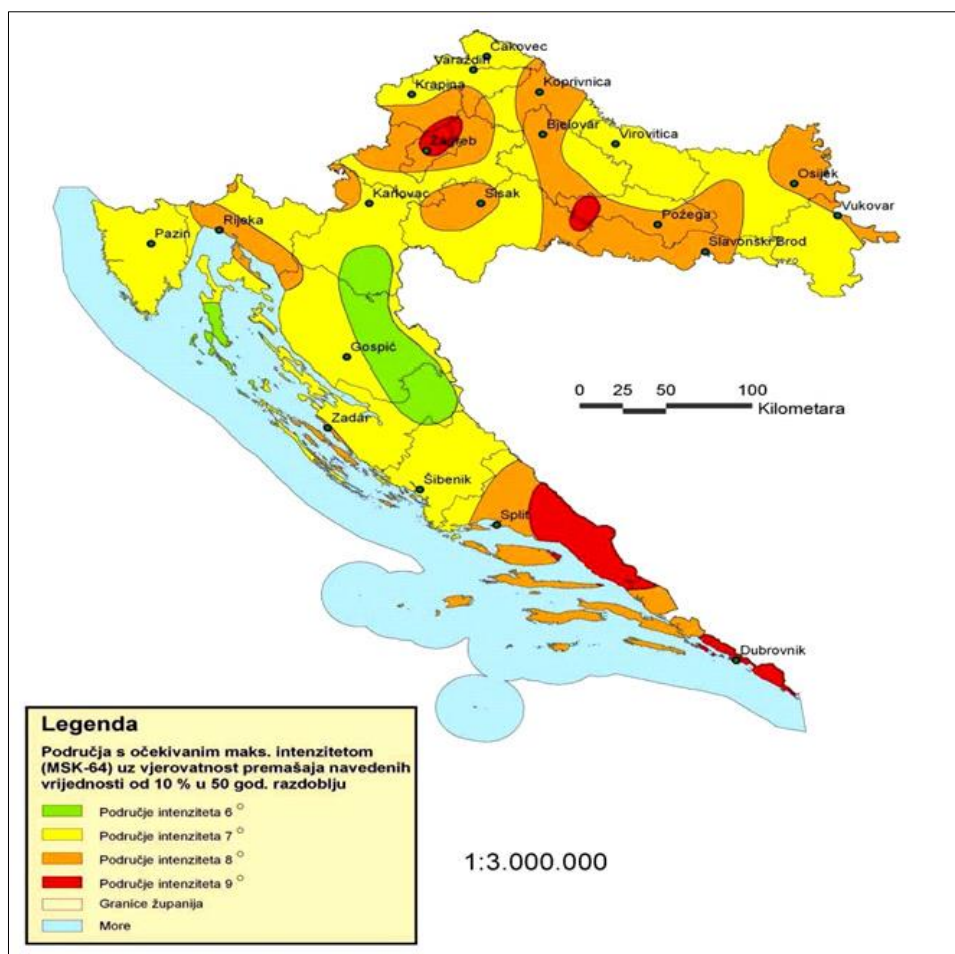 Čakovec
Varaždin
Krapina
Koprivnica
Bjelovar
Virovitica
Zagreb
Osijek
Karlovac
Sisak
Vukovar
Rijeka
Požega
Pazin
Slavonski Brod
Gospić
0 25 50 100
Kilometara
Zadar
Šibenik
Split
Dubrovnik
Legenda
Područja s očekivanim maks. intenzitetom
(MSK-64) uz vjerovatnost premašaja navedenih
vrijednosti od 10 % u 50 god. razdoblju
Područje intenziteta 6 °
Područje intenziteta 7 °
Područje intenziteta 8 °
Područje intenziteta 9 °
Granice županija
More
1:3.000.000